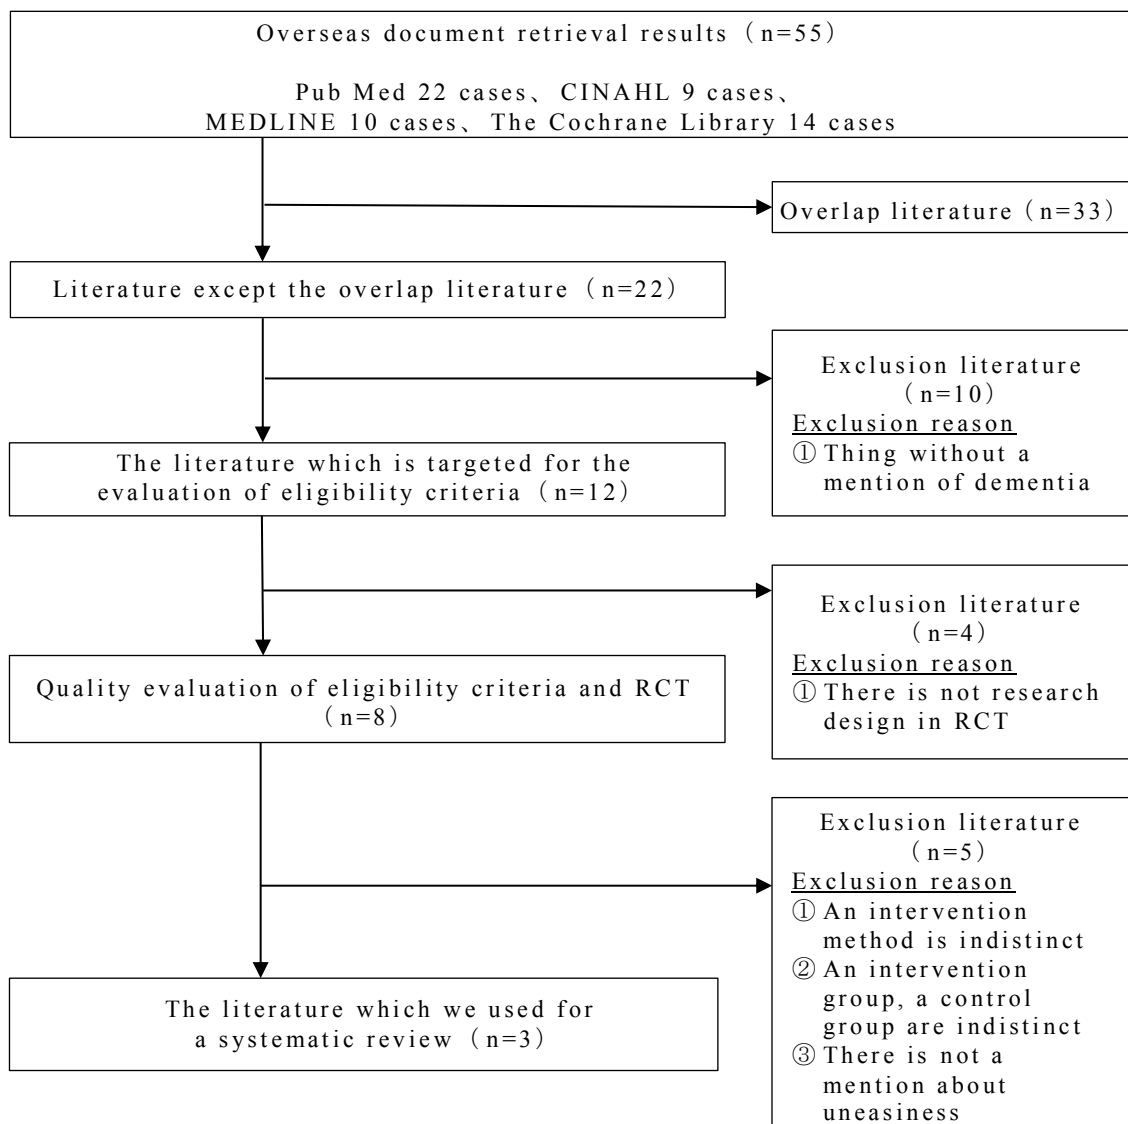 Overseas document retrieval results（n=55）
Pub Med 22 cases、CINAHL 9 cases、
MEDLINE 10 cases、The Cochrane Library 14 cases
Overlap literature（n=33）
Literature except the overlap literature（n=22）
Exclusion literature
（n=10）
Exclusion reason
① Thing without a
mention of dementia
The literature which is targeted for the
evaluation of eligibility criteria（n=12）
Exclusion literature
（n=4）
Exclusion reason
① There is not research
design in RCT
Quality evaluation of eligibility criteria and RCT
（n=8）
Exclusion literature
（n=5）
Exclusion reason
① An intervention
method is indistinct
② An intervention
group, a control
group are indistinct
③ There is not a
mention about
uneasiness
The literature which we used for
a systematic review（n=3）